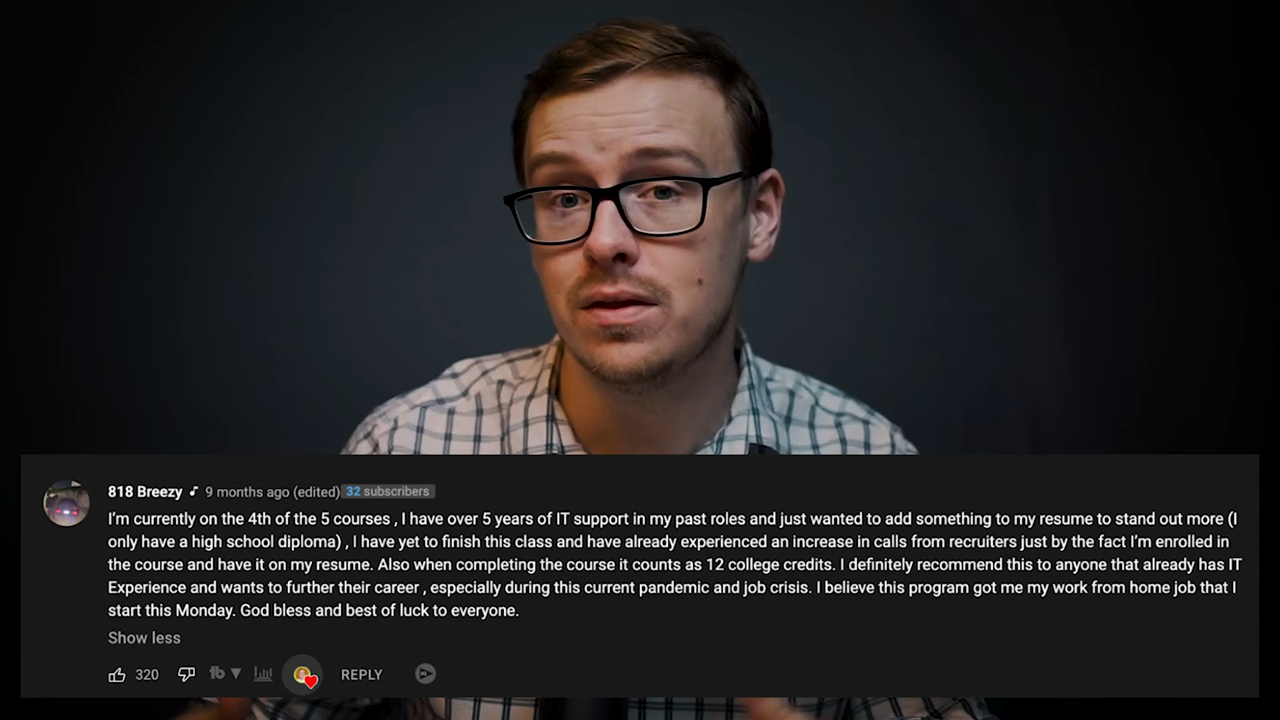 818 Breezy 9 months ago (edited) 32 subscribers
I'm currently on the 4th of the 5 courses , I have over 5 years of IT support in my past roles and just wanted to add something to my resume to stand out more (I
only have a high school diploma) , I have yet to finish this class and have already experienced an increase in calls from recruiters just by the fact I'm enrolled in
the course and have it on my resume. Also when completing the course it counts as 12 college credits. I definitely recommend this to anyone that already has IT
Experience and wants to further their career , especially during this current pandemic and job crisis. I believe this program got me my work from home job that I
start this Monday. God bless and best of luck to everyone.
Show less
320 tb REPLY